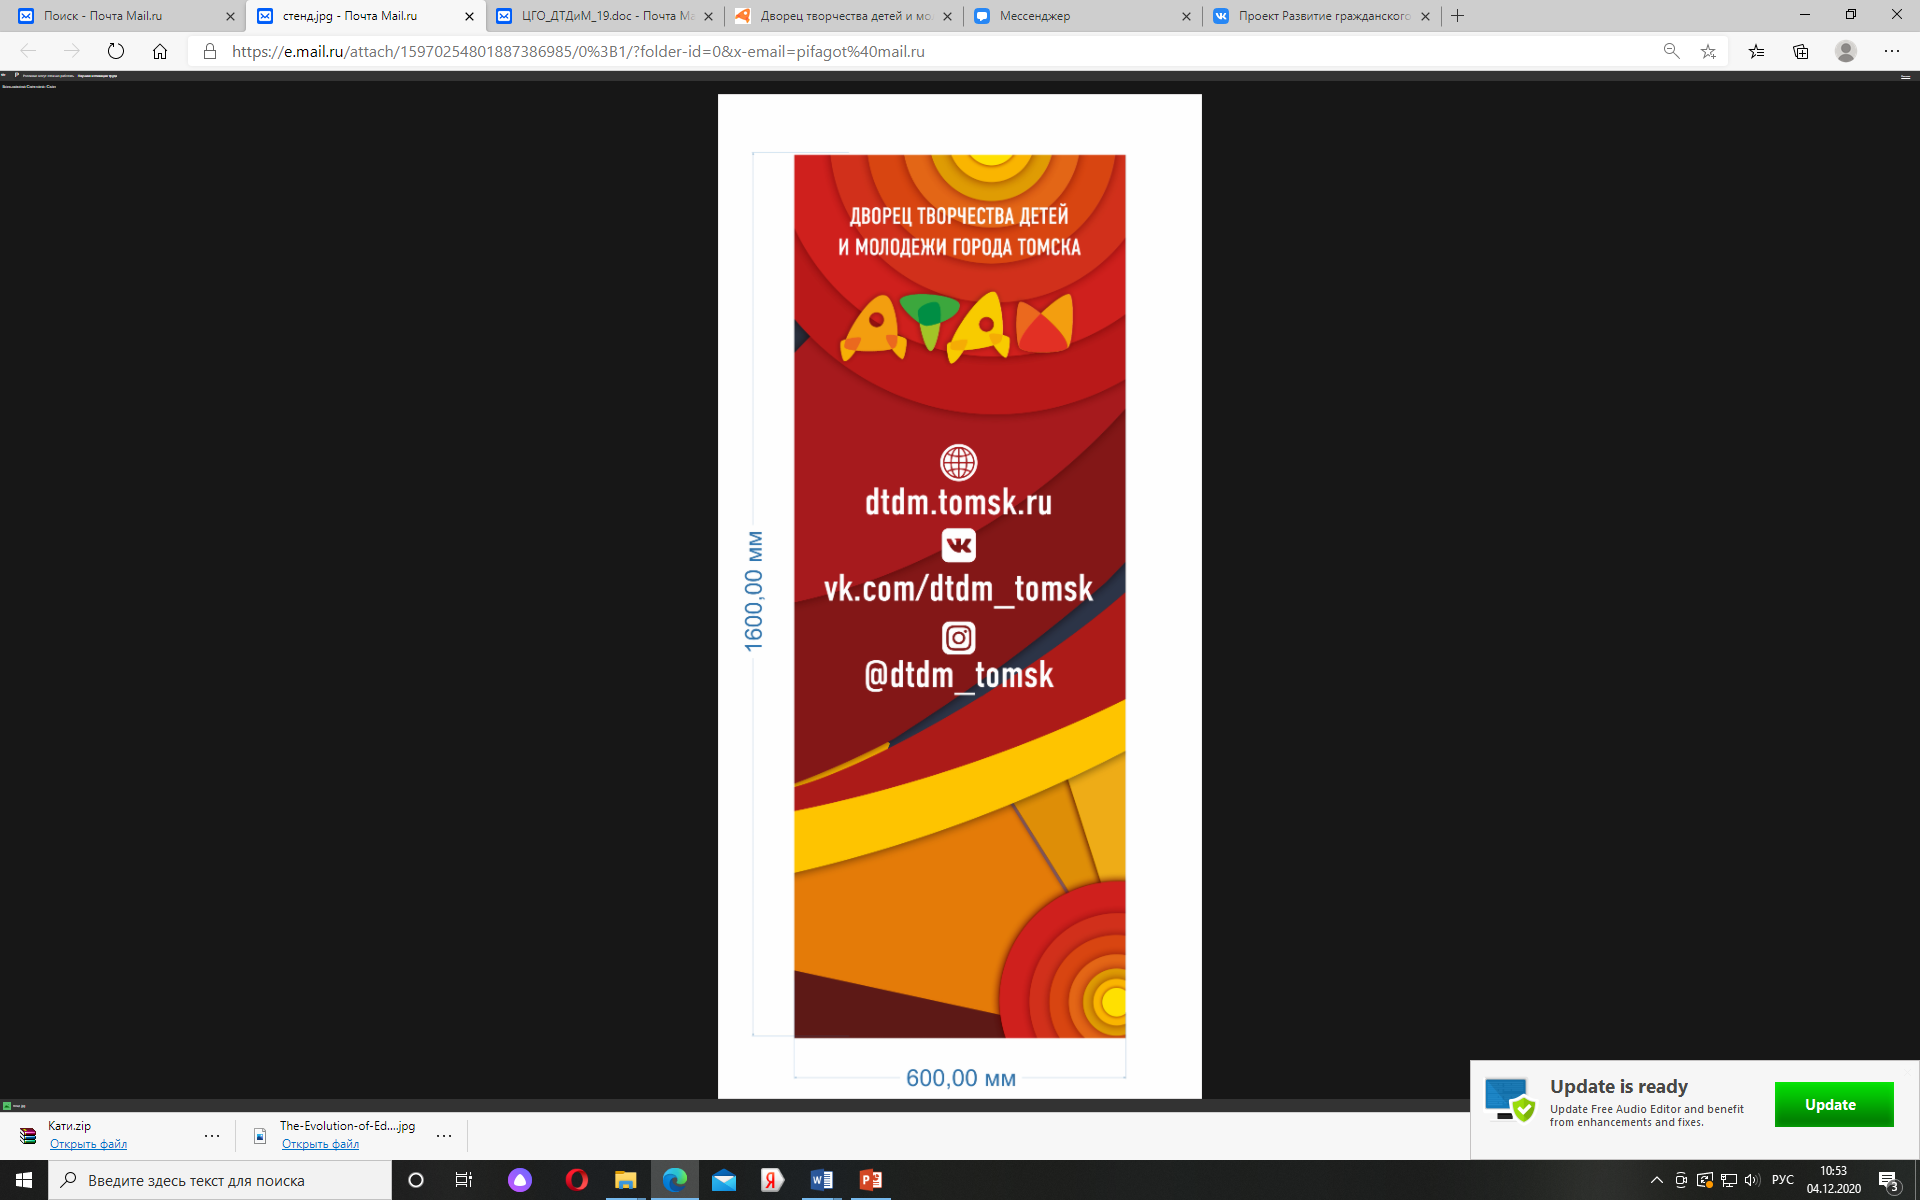 Поиск - Почта Mail.ru
стенд.jpg - Почта Mail.ru
ЦГО_ДТДиМ_19.doc - Почта Ma
Дворец творчества детей и мо
Мессенджер
Проект Развитие гражданского
https://e.mail.ru/attach/15970254801887386985/0%3B1/?folder-id=0&x-email=pifagot%40mail.ru
ДВОРЕЦ ТВОРЧЕСТВА ДЕТЕЙ
И МОЛОДЕЖИ ГОРОДА ТОМСКА
dtdm.tomsk.ru
vk.com/dtdm_tomsk
@dtdm_tomsk
1600,00 мм
600,00 мм
Update is ready
Update Free Audio Editor and benefit
from enhancements and fixes.
Update
Кати.zip
Открыть файл
The-Evolution-of-Ed....jpg
Открыть файл
Введите здесь текст для поиска
РУС
10:53
04.12.2020
3